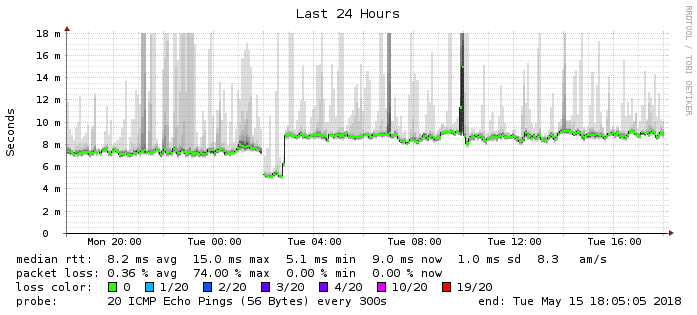 Last 24 Hours
RRDTOOL / TOBI OETIKER
Seconds
18 m
16 m
14 m
12 m
10 m
8 m
6 m
4 m
2 m
0
Mon 20:00 Tue 00:00 Tue 04:00 Tue 08:00 Tue 12:00 Tue 16:00
median rtt: 8.2 ms avg 15.0 ms max 5.1 ms min 9.0 ms now 1.0 ms sd 8.3 am/s
packet loss: 0.36 % avg 74.00 % max 0.00 % min 0.00 % now
loss color: 0 1/20 2/20 3/20 4/20 10/20 19/20
probe: 20 ICMP Echo Pings (56 Bytes) every 300s end: Tue May 15 18:05:05 2018